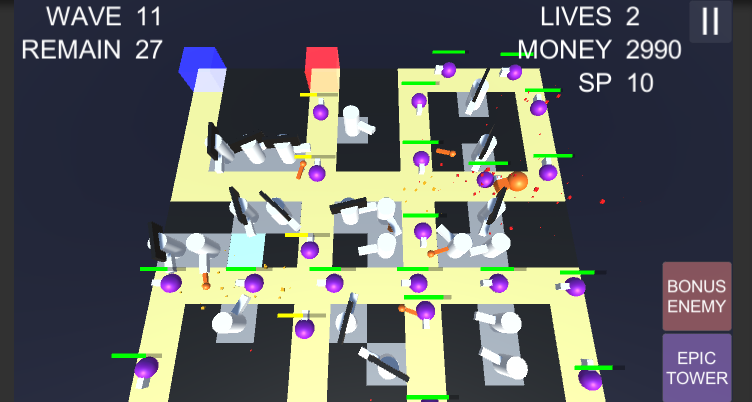 WAVE 11
REMAIN 27
LIVES 2
MONEY 2990
SP 10
BONUS
ENEMY
EPIC
TOWER